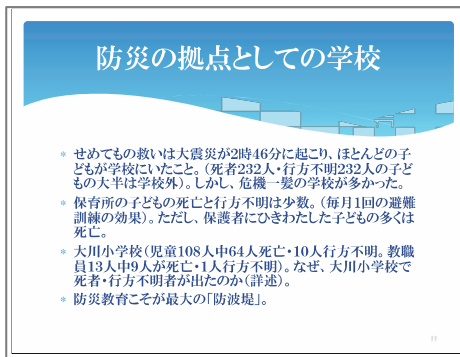 防災の拠点としての学校
* せめてもの救いは大震災が2時46分に起こり、ほとんどの子
どもが学校にいたこと。(死者232人・行方不明232人の子ど
もの大半は学校外)。しかし、危機一髪の学校が多かった。
* 保育所の子どもの死亡と行方不明は少数。(毎月1回の避難
訓練の効果)。ただし、保護者にひきわたした子どもの多くは
死亡。
* 大川小学校(児童108人中64人死亡・10人行方不明。教職
員13人中9人が死亡・1人行方不明)。なぜ、大川小学校で
死者・行方不明者が出たのか(詳述)。
* 防災教育こそが最大の「防波堤」。